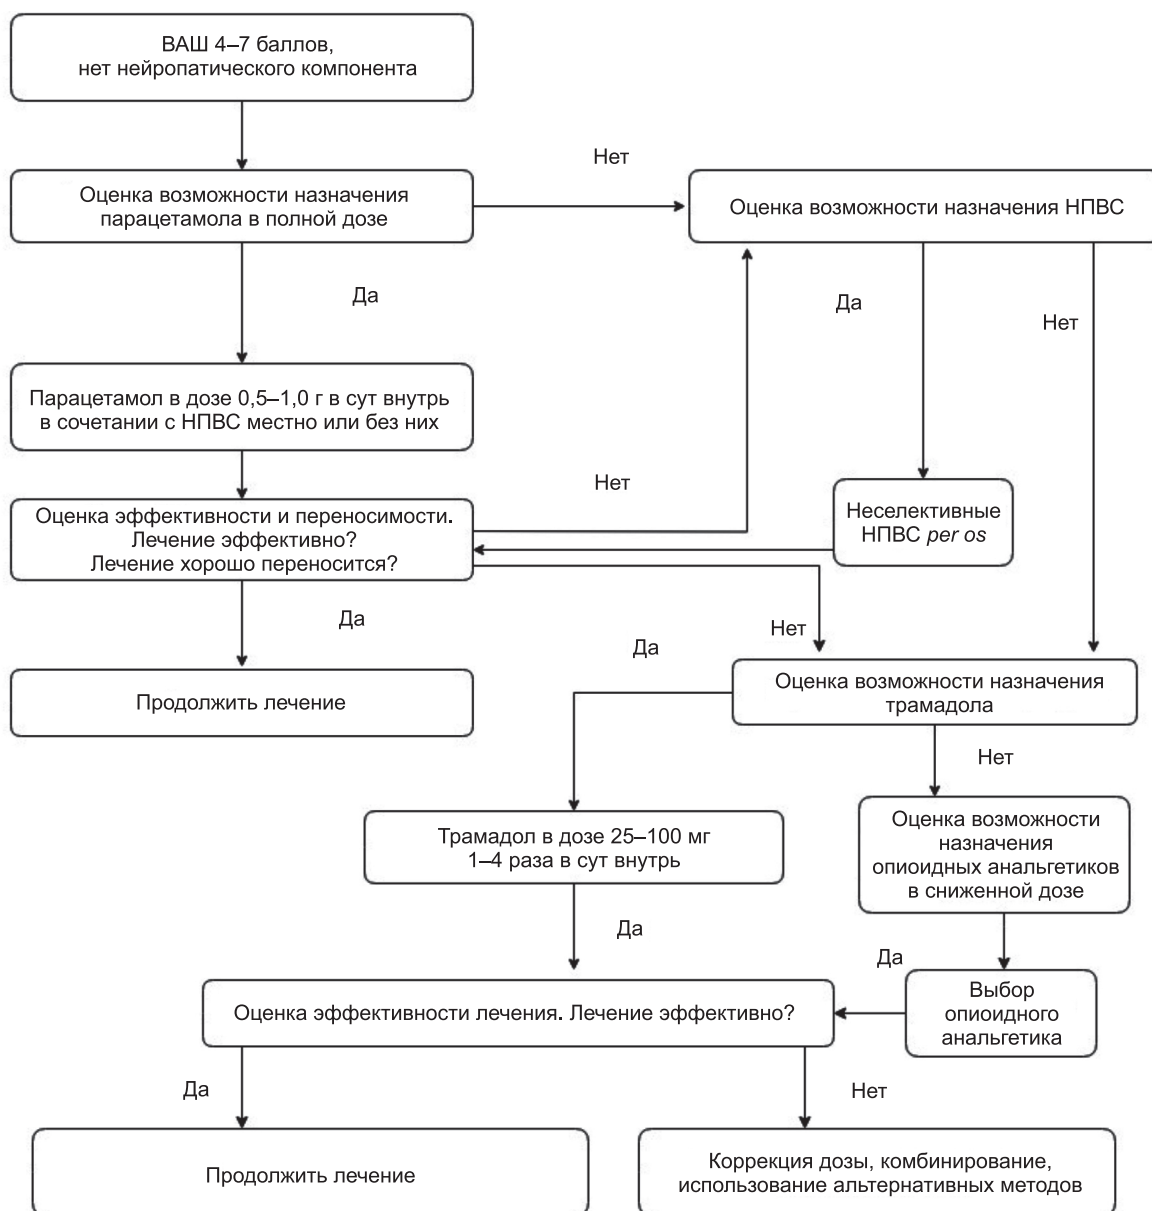 ВАШ 4–7 баллов,
нет нейропатического компонента
Нет
Оценка возможности назначения
парацетамола в полной дозе
Оценка возможности назначения НПВС
Да
Да
Нет
Парацетамол в дозе 0,5–1,0 г в сут внутрь
в сочетании с НПВС местно или без них
Нет
Оценка эффективности и переносимости.
Лечение эффективно?
Лечение хорошо переносится?
Неселективные
НПВС per os
Да
Нет
Да
Продолжить лечение
Оценка возможности назначения
трамадола
Нет
Трамадол в дозе 25–100 мг
1–4 раза в сут внутрь
Оценка возможности
назначения
опиоидных анальгетиков
в сниженной дозе
Да
Да
Выбор
опиоидного
анальгетика
Оценка эффективности лечения. Лечение эффективно?
Да
Нет
Продолжить лечение
Коррекция дозы, комбинирование,
использование альтернативных методов